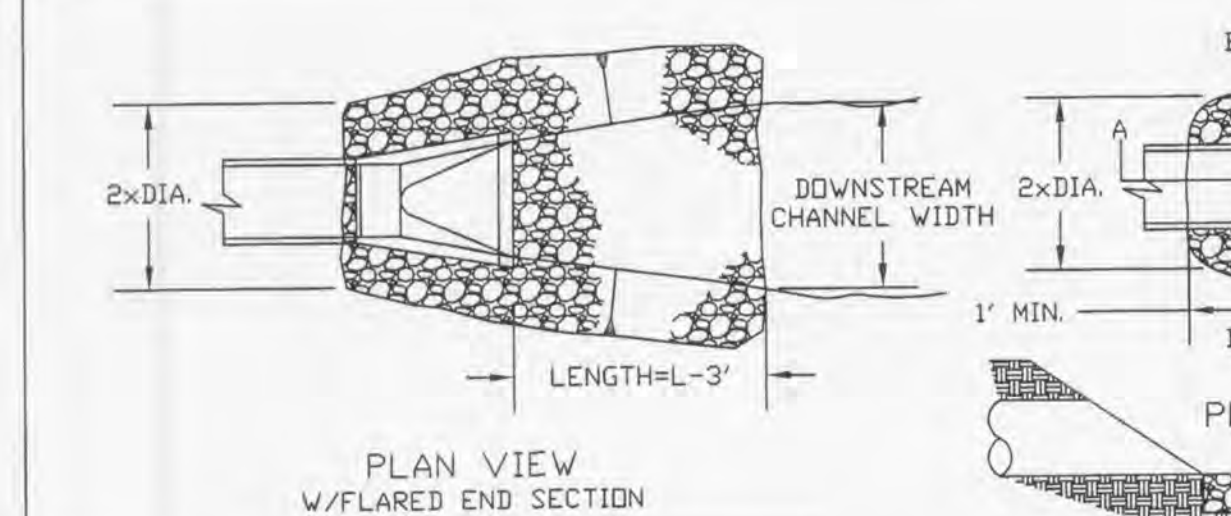 2xDIA.
DOWNSTREAM
CHANNEL WIDTH
LENGTH=L-3'
PLAN VIEW
W/FLARED END SECTION
A
2xDIA.
1' MIN.